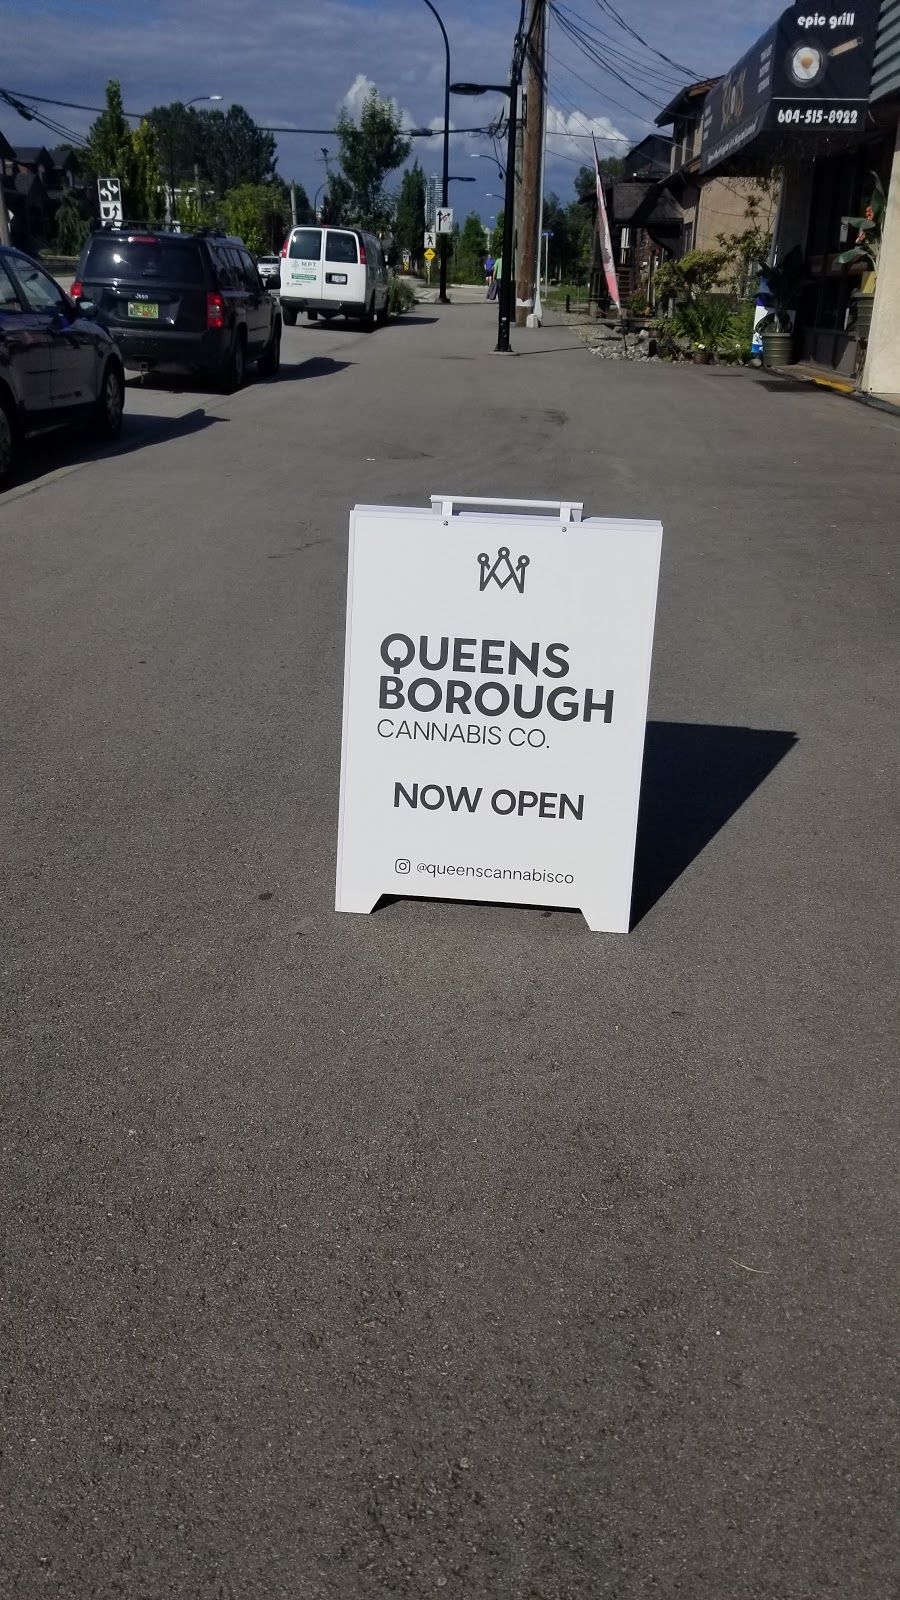 epic grill
604-515-8922
M.P.T.
QUEENS
BOROUGH
CANNABIS CO.
NOW OPEN
@queenscannabisco